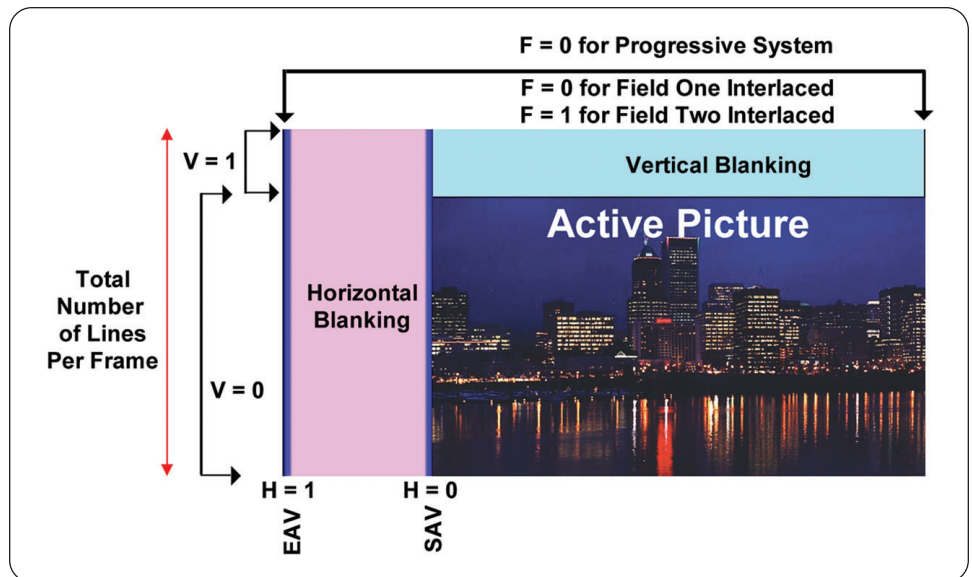 F = 0 for Progressive System
F = 0 for Field One Interlaced
F = 1 for Field Two Interlaced
V = 1
Vertical Blanking
Active Picture
Total
Number
of Lines
Per Frame
Horizontal
Blanking
V = 0
H = 1
H = 0
EAV
SAV